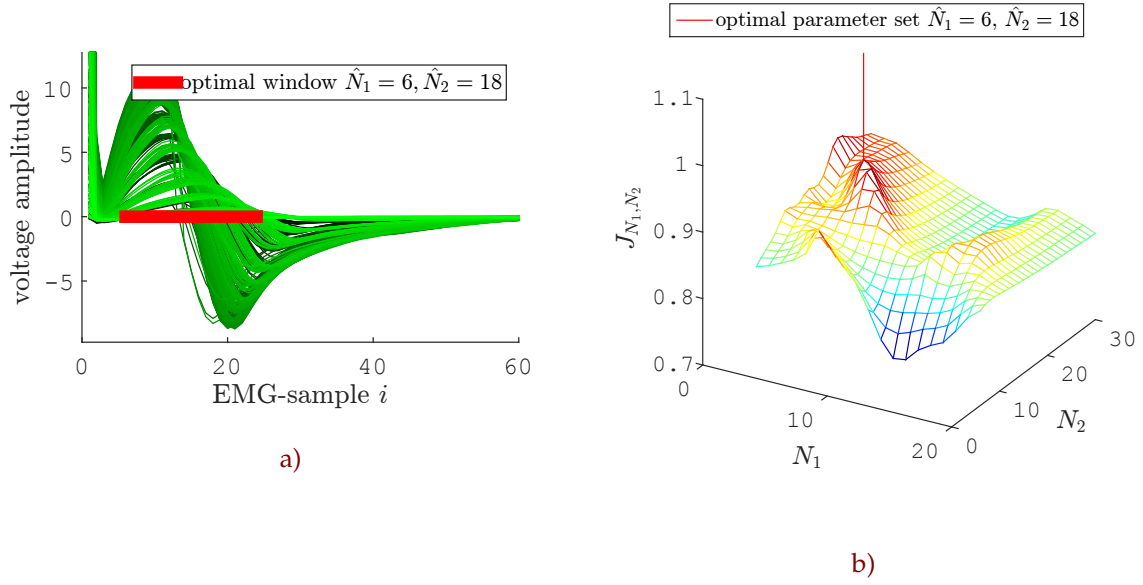 optimal window N̂₁ = 6, N̂₂ = 18
10
5
0
−5
voltage amplitude
0
20
40
60
EMG-sample i
a)
optimal parameter set N̂₁ = 6, N̂₂ = 18
1.1
1
0.9
0.8
0.7
J_{N₁,N₂}
0
10
20
N₁
0
10
20
30
N₂
b)